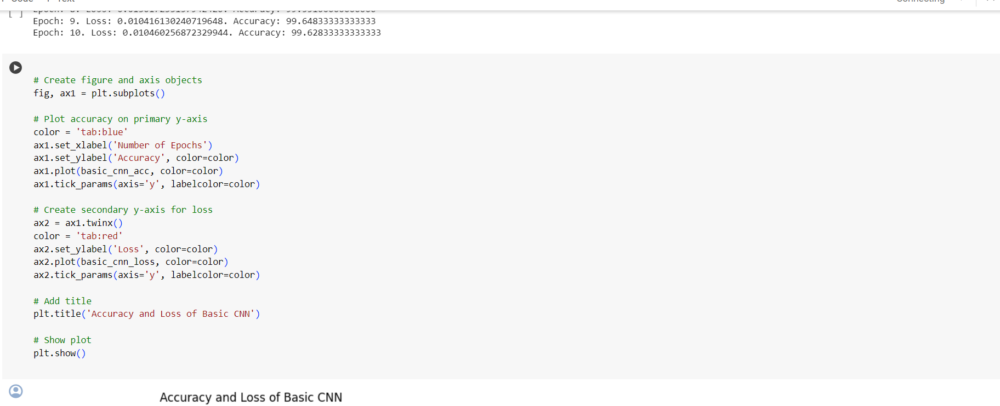 Code
Text
Connecting
[ ]
Epoch: 9. Loss: 0.010416130240719648. Accuracy: 99.64833333333333
Epoch: 10. Loss: 0.010460256872329944. Accuracy: 99.62833333333333
# Create figure and axis objects
fig, ax1 = plt.subplots()
# Plot accuracy on primary y-axis
color = 'tab:blue'
ax1.set_xlabel('Number of Epochs')
ax1.set_ylabel('Accuracy', color=color)
ax1.plot(basic_cnn_acc, color=color)
ax1.tick_params(axis='y', labelcolor=color)
# Create secondary y-axis for loss
ax2 = ax1.twinx()
color = 'tab:red'
ax2.set_ylabel('Loss', color=color)
ax2.plot(basic_cnn_loss, color=color)
ax2.tick_params(axis='y', labelcolor=color)
# Add title
plt.title('Accuracy and Loss of Basic CNN')
# Show plot
plt.show()
Accuracy and Loss of Basic CNN